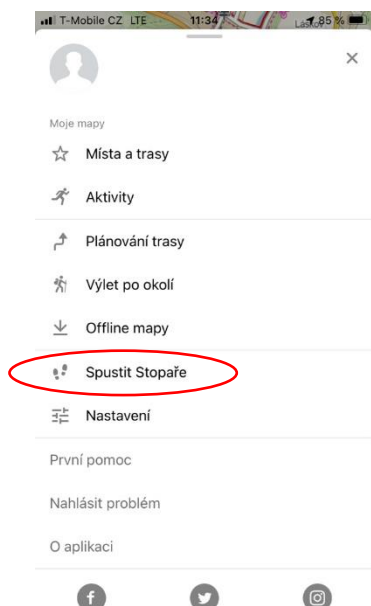 T-Mobile CZ LTE 11:34 85 %
Moje mapy
Místa a trasy
Aktivity
Plánování trasy
Výlet po okolí
Offline mapy
Spustit Stopaře
Nastavení
První pomoc
Nahlásit problém
O aplikaci